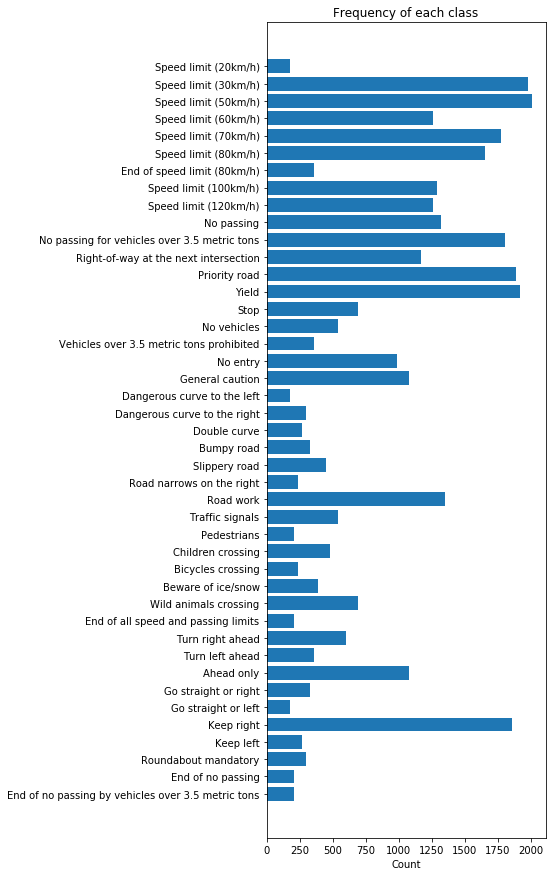 Frequency of each class
Speed limit (20km/h)
Speed limit (30km/h)
Speed limit (50km/h)
Speed limit (60km/h)
Speed limit (70km/h)
Speed limit (80km/h)
End of speed limit (80km/h)
Speed limit (100km/h)
Speed limit (120km/h)
No passing
No passing for vehicles over 3.5 metric tons
Right-of-way at the next intersection
Priority road
Yield
Stop
No vehicles
Vehicles over 3.5 metric tons prohibited
No entry
General caution
Dangerous curve to the left
Dangerous curve to the right
Double curve
Bumpy road
Slippery road
Road narrows on the right
Road work
Traffic signals
Pedestrians
Children crossing
Bicycles crossing
Beware of ice/snow
Wild animals crossing
End of all speed and passing limits
Turn right ahead
Turn left ahead
Ahead only
Go straight or right
Go straight or left
Keep right
Keep left
Roundabout mandatory
End of no passing
End of no passing by vehicles over 3.5 metric tons
0 250 500 750 1000 1250 1500 1750 2000
Count